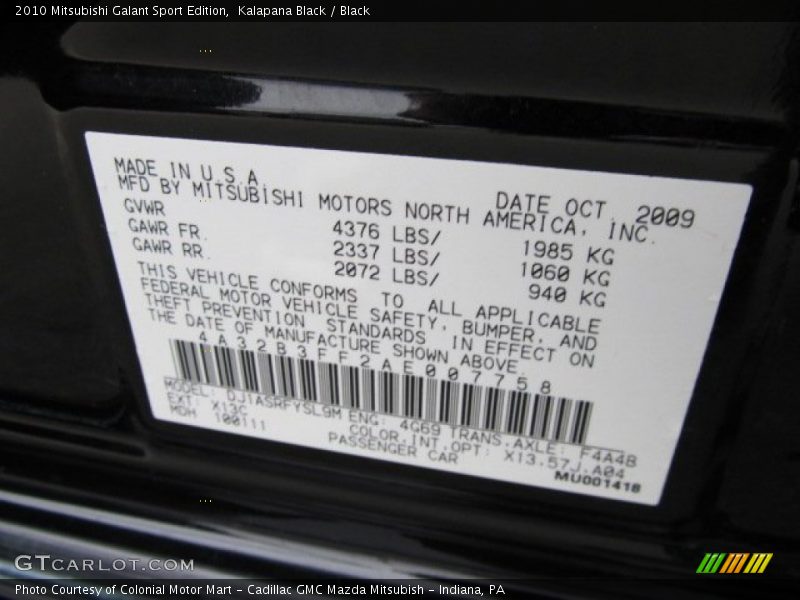 2010 Mitsubishi Galant Sport Edition, Kalapana Black / Black
MADE IN U.S.A. DATE OCT. 2009
MFD BY MITSUBISHI MOTORS NORTH AMERICA, INC.
GVWR 4376 LBS/ 1985 KG
GAWR FR. 2337 LBS/ 1060 KG
GAWR RR. 2072 LBS/ 940 KG
THIS VEHICLE CONFORMS TO ALL APPLICABLE
FEDERAL MOTOR VEHICLE SAFETY, BUMPER, AND
THEFT PREVENTION STANDARDS IN EFFECT ON
THE DATE OF MANUFACTURE SHOWN ABOVE.
4A32B3FF2AE007758
MODEL: DJ1ASRFYSL9M ENG: 4G69 TRANS.AXLE: F4A4B
EXT: X13C COLOR.INT.OPT: X13.57J.A04
MDH 100111 PASSENGER CAR
MU001418
GTCARLOT.COM
Photo Courtesy of Colonial Motor Mart – Cadillac GMC Mazda Mitsubish – Indiana, PA